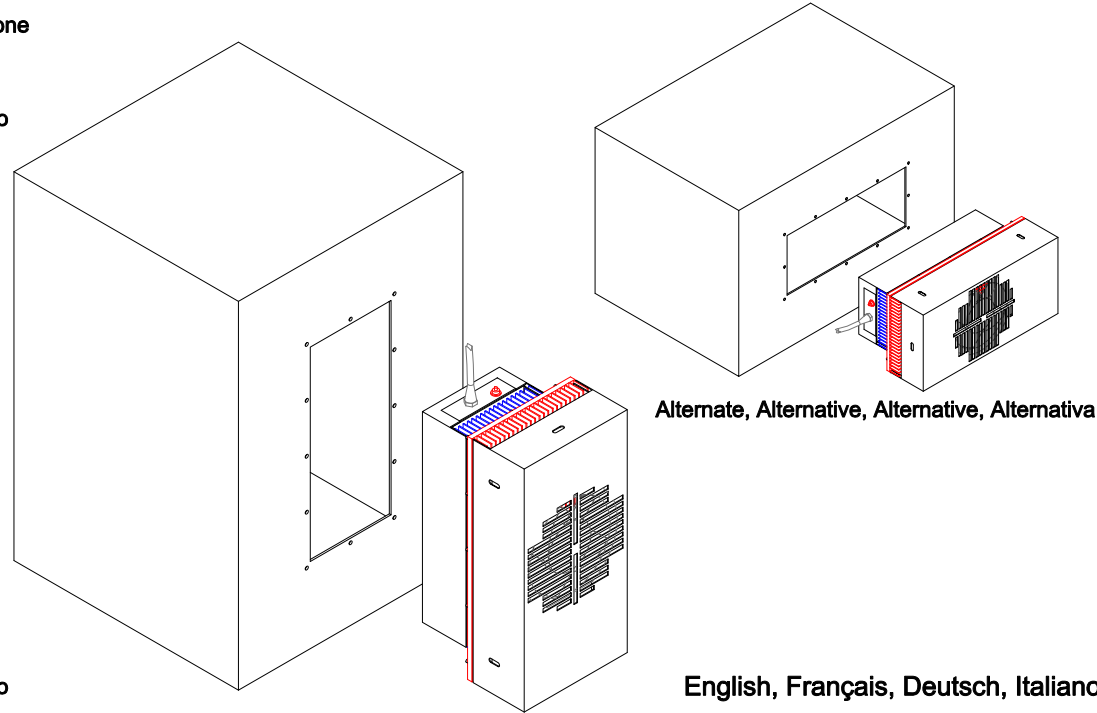 one
o
Alternate, Alternative, Alternative, Alternativa
o
English, Français, Deutsch, Italiano